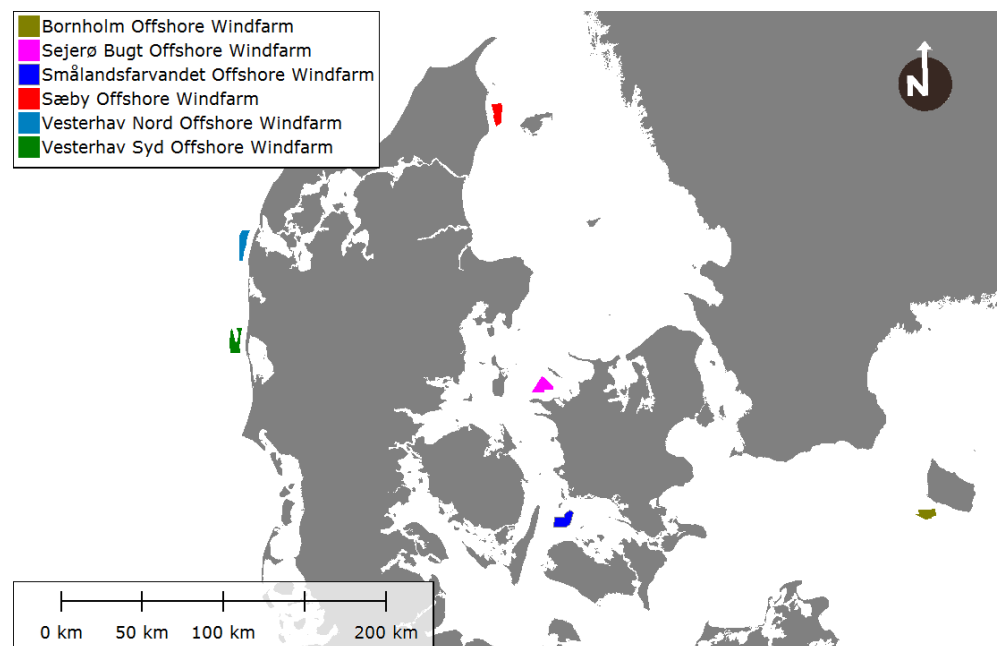 Bornholm Offshore Windfarm
Sejerø Bugt Offshore Windfarm
Smålandsfarvandet Offshore Windfarm
Sæby Offshore Windfarm
Vesterhav Nord Offshore Windfarm
Vesterhav Syd Offshore Windfarm
N
0 km 50 km 100 km 200 km